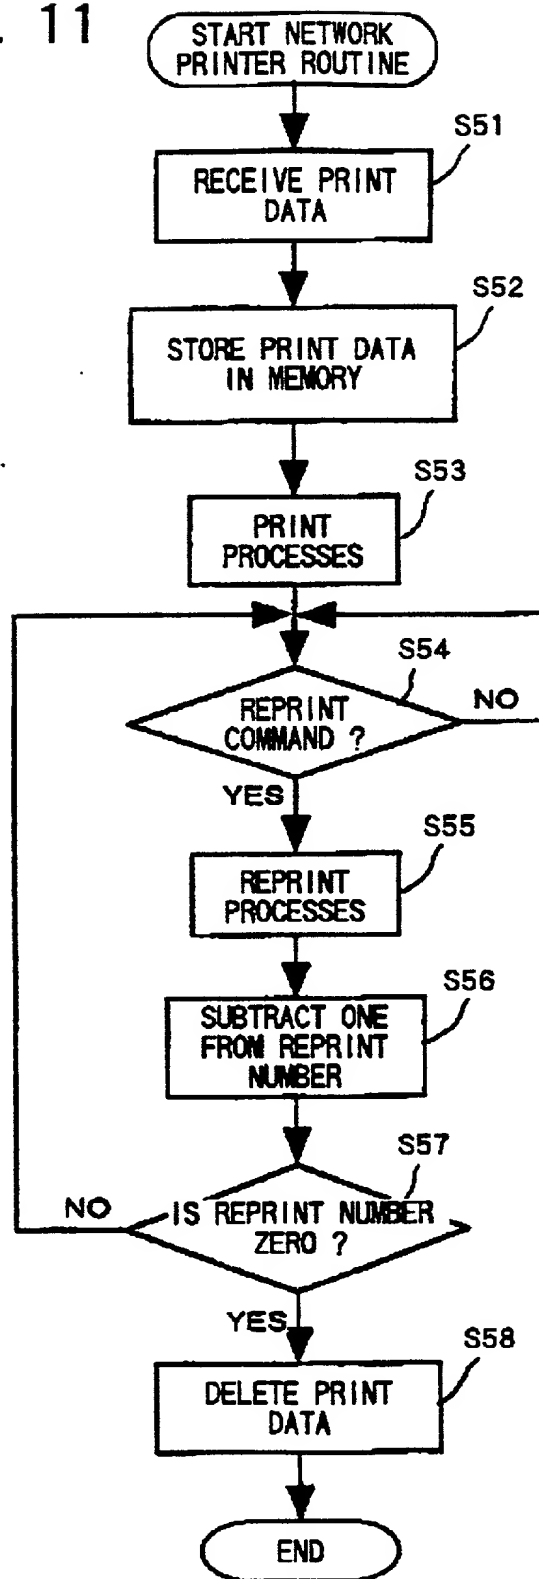 . 11
START NETWORK
PRINTER ROUTINE
S51
RECEIVE PRINT
DATA
S52
STORE PRINT DATA
IN MEMORY
S53
PRINT
PROCESSES
S54
REPRINT
COMMAND ?
NO
YES
S55
REPRINT
PROCESSES
S56
SUBTRACT ONE
FROM REPRINT
NUMBER
S57
NO
IS REPRINT NUMBER
ZERO ?
YES
S58
DELETE PRINT
DATA
END